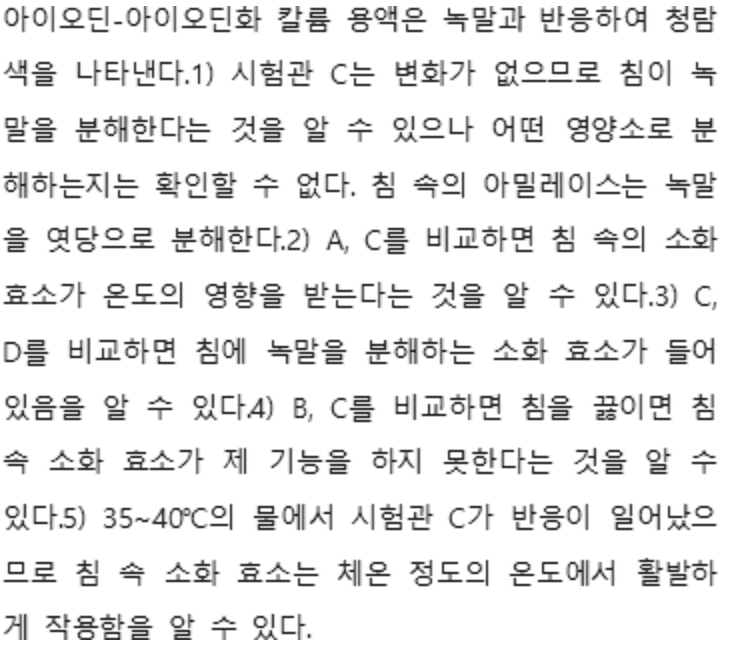 아이오딘-아이오딘화 칼륨 용액은 녹말과 반응하여 청람
색을 나타낸다.1) 시험관 C는 변화가 없으므로 침이 녹
말을 분해한다는 것을 알 수 있으나 어떤 영양소로 분
해하는지는 확인할 수 없다. 침 속의 아밀레이스는 녹말
을 엿당으로 분해한다.2) A, C를 비교하면 침 속의 소화
효소가 온도의 영향을 받는다는 것을 알 수 있다.3) C,
D를 비교하면 침에 녹말을 분해하는 소화 효소가 들어
있음을 알 수 있다.4) B, C를 비교하면 침을 끓이면 침
속 소화 효소가 제 기능을 하지 못한다는 것을 알 수
있다.5) 35~40℃의 물에서 시험관 C가 반응이 일어났으
므로 침 속 소화 효소는 체온 정도의 온도에서 활발하
게 작용함을 알 수 있다.